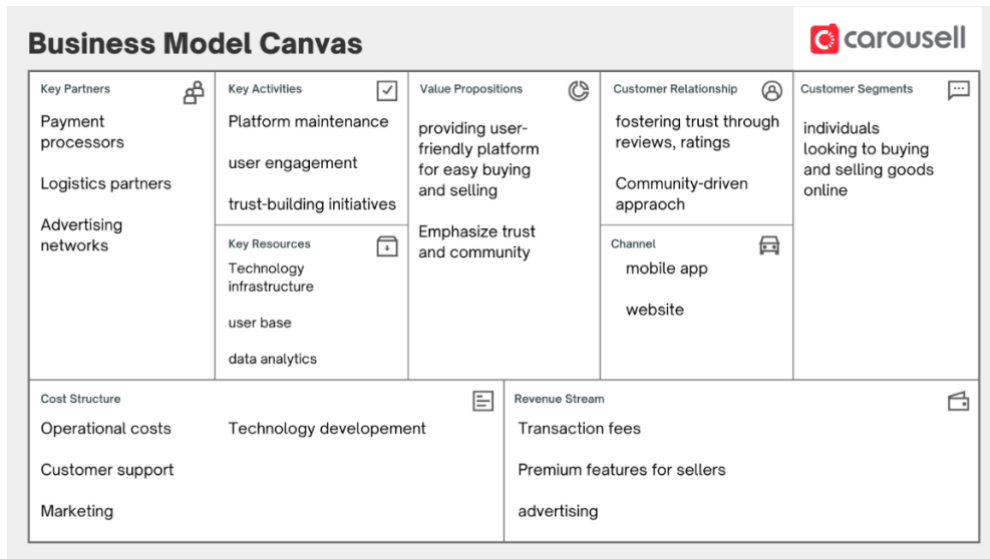 Business Model Canvas
carousell
Key Partners
Payment
processors
Logistics partners
Advertising
networks
Key Activities
Platform maintenance
user engagement
trust-building initiatives
Key Resources
Technology
infrastructure
user base
data analytics
Value Propositions
providing user-
friendly platform
for easy buying
and selling
Emphasize trust
and community
Customer Relationship
fostering trust through
reviews, ratings
Community-driven
appraoch
Channel
mobile app
website
Customer Segments
individuals
looking to buying
and selling goods
online
Cost Structure
Operational costs
Customer support
Marketing
Technology developement
Revenue Stream
Transaction fees
Premium features for sellers
advertising